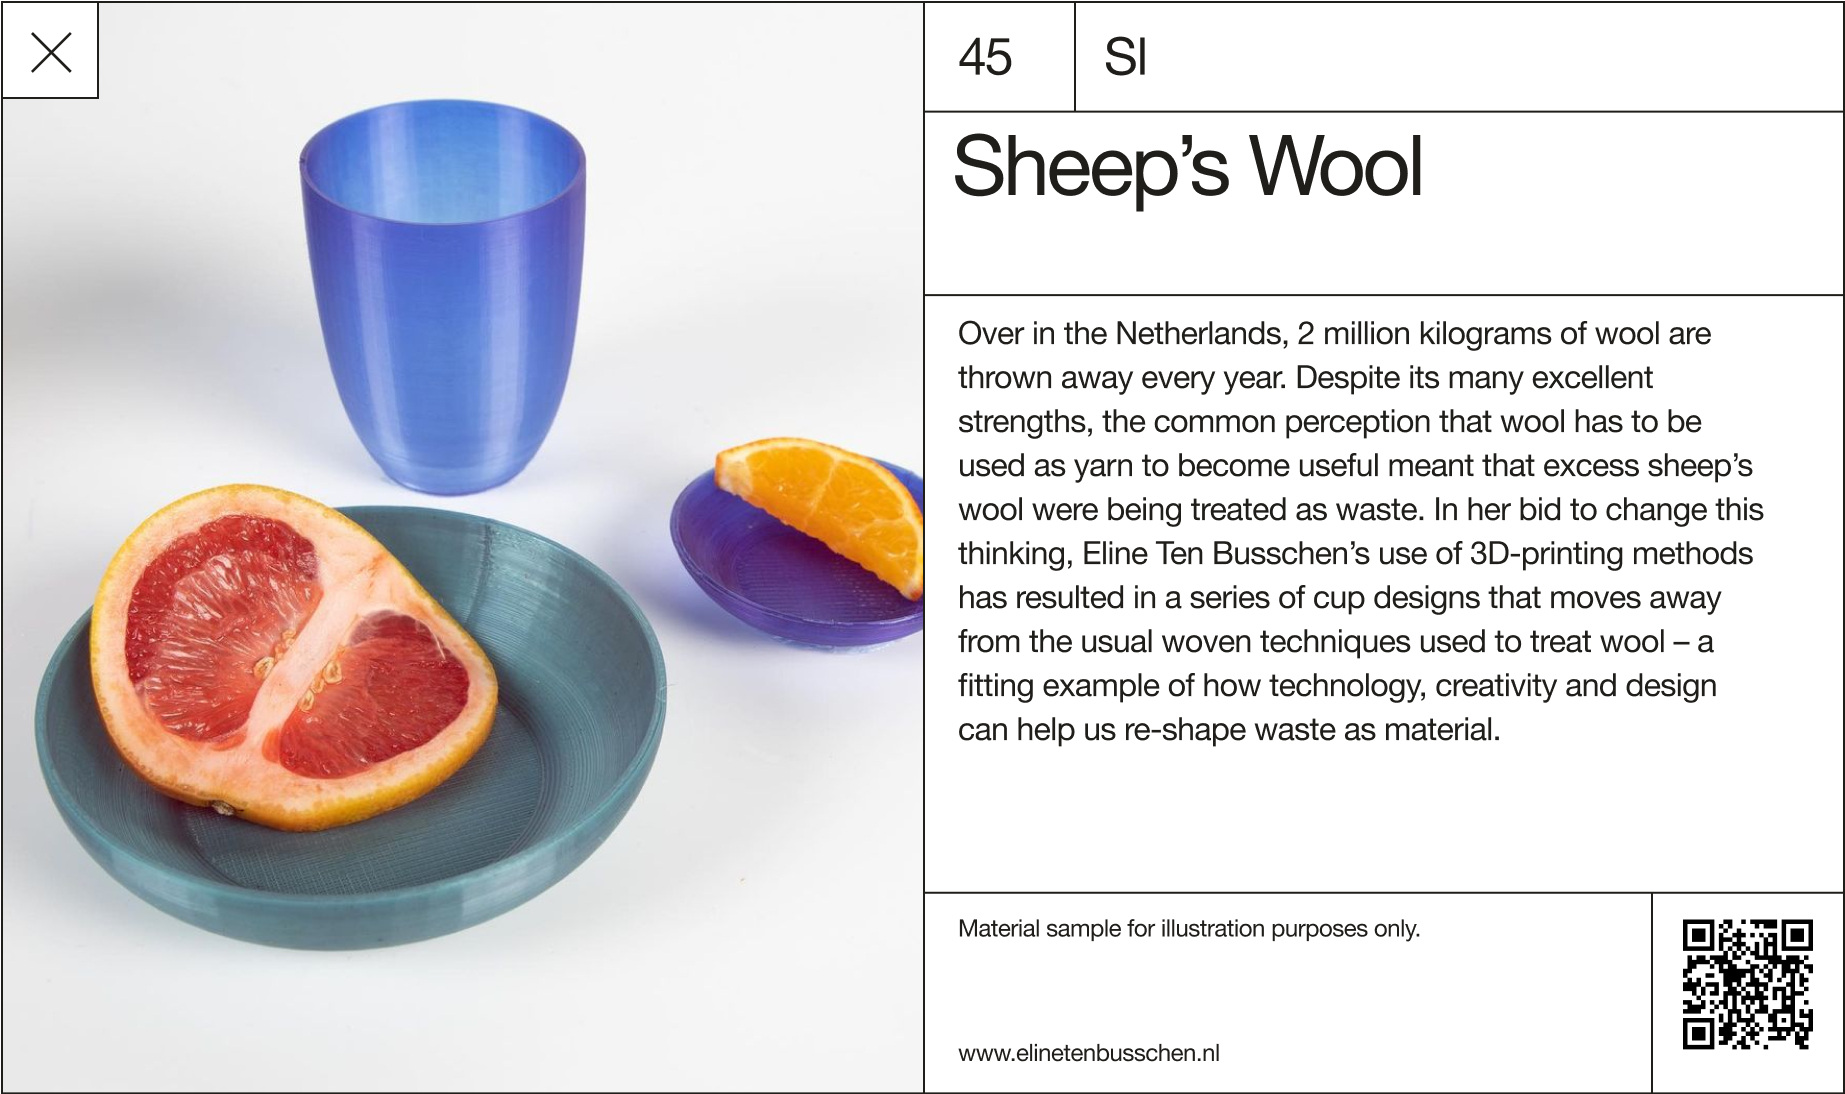 45
Sl
Sheep’s Wool
Over in the Netherlands, 2 million kilograms of wool are
thrown away every year. Despite its many excellent
strengths, the common perception that wool has to be
used as yarn to become useful meant that excess sheep’s
wool were being treated as waste. In her bid to change this
thinking, Eline Ten Busschen’s use of 3D-printing methods
has resulted in a series of cup designs that moves away
from the usual woven techniques used to treat wool – a
fitting example of how technology, creativity and design
can help us re-shape waste as material.
Material sample for illustration purposes only.
www.elinetenbusschen.nl